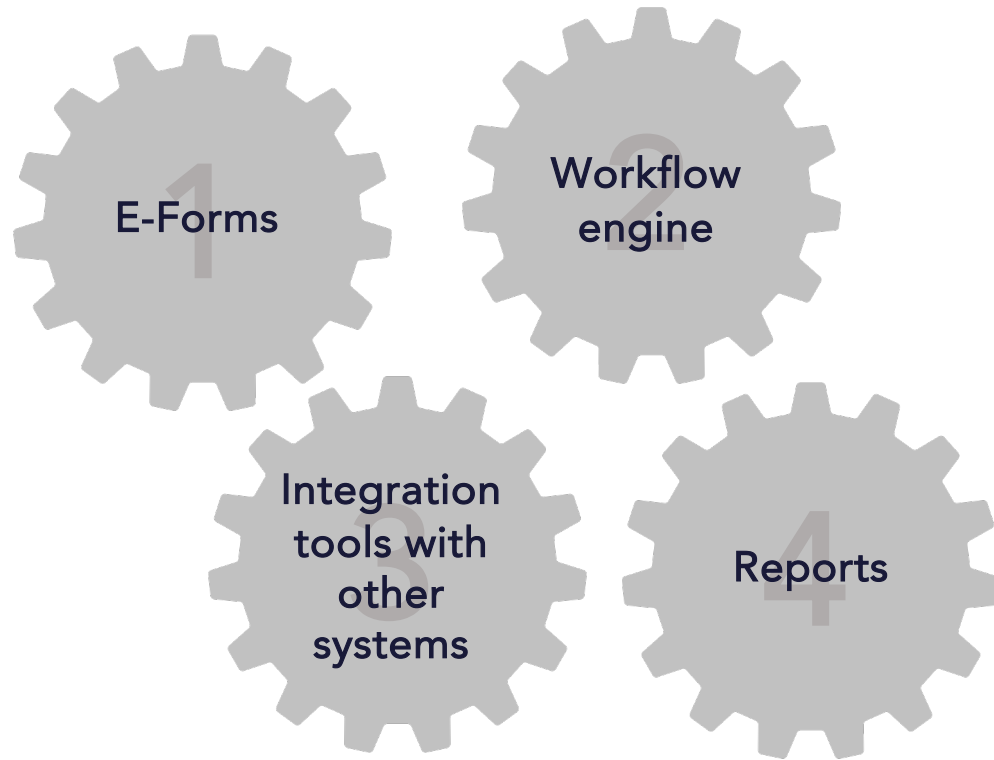 1
E-Forms
2
Workflow
engine
3
Integration
tools with
other
systems
4
Reports